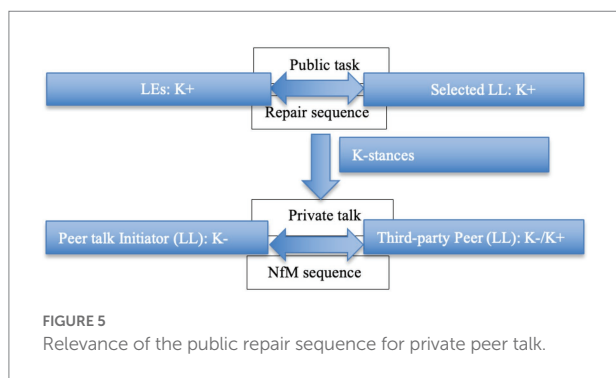 Public task
LEs: K+
Selected LL: K+
Repair sequence
K-stances
Private talk
Peer talk Initiator (LL): K-
Third-party Peer (LL): K-/K+
NfM sequence
FIGURE 5
Relevance of the public repair sequence for private peer talk.